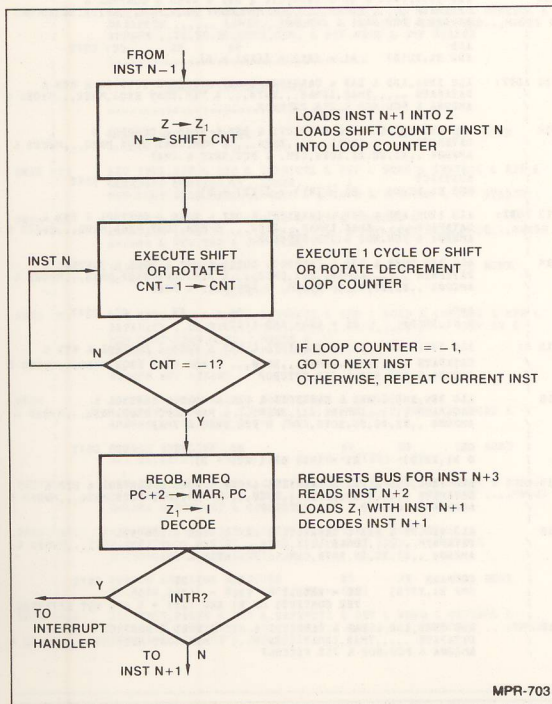 FROM
INST N−1
Z → Z₁
N → SHIFT CNT
LOADS INST N+1 INTO Z
LOADS SHIFT COUNT OF INST N
INTO LOOP COUNTER
INST N
EXECUTE SHIFT
OR ROTATE
CNT−1 → CNT
EXECUTE 1 CYCLE OF SHIFT
OR ROTATE DECREMENT
LOOP COUNTER
N
CNT = −1?
IF LOOP COUNTER = −1,
GO TO NEXT INST
OTHERWISE, REPEAT CURRENT INST
Y
REQB, MREQ
PC+2 → MAR, PC
Z₁ → I
DECODE
REQUESTS BUS FOR INST N+3
READS INST N+2
LOADS Z₁ WITH INST N+1
DECODES INST N+1
Y
INTR?
TO
INTERRUPT
HANDLER
N
TO
INST N+1
MPR-703